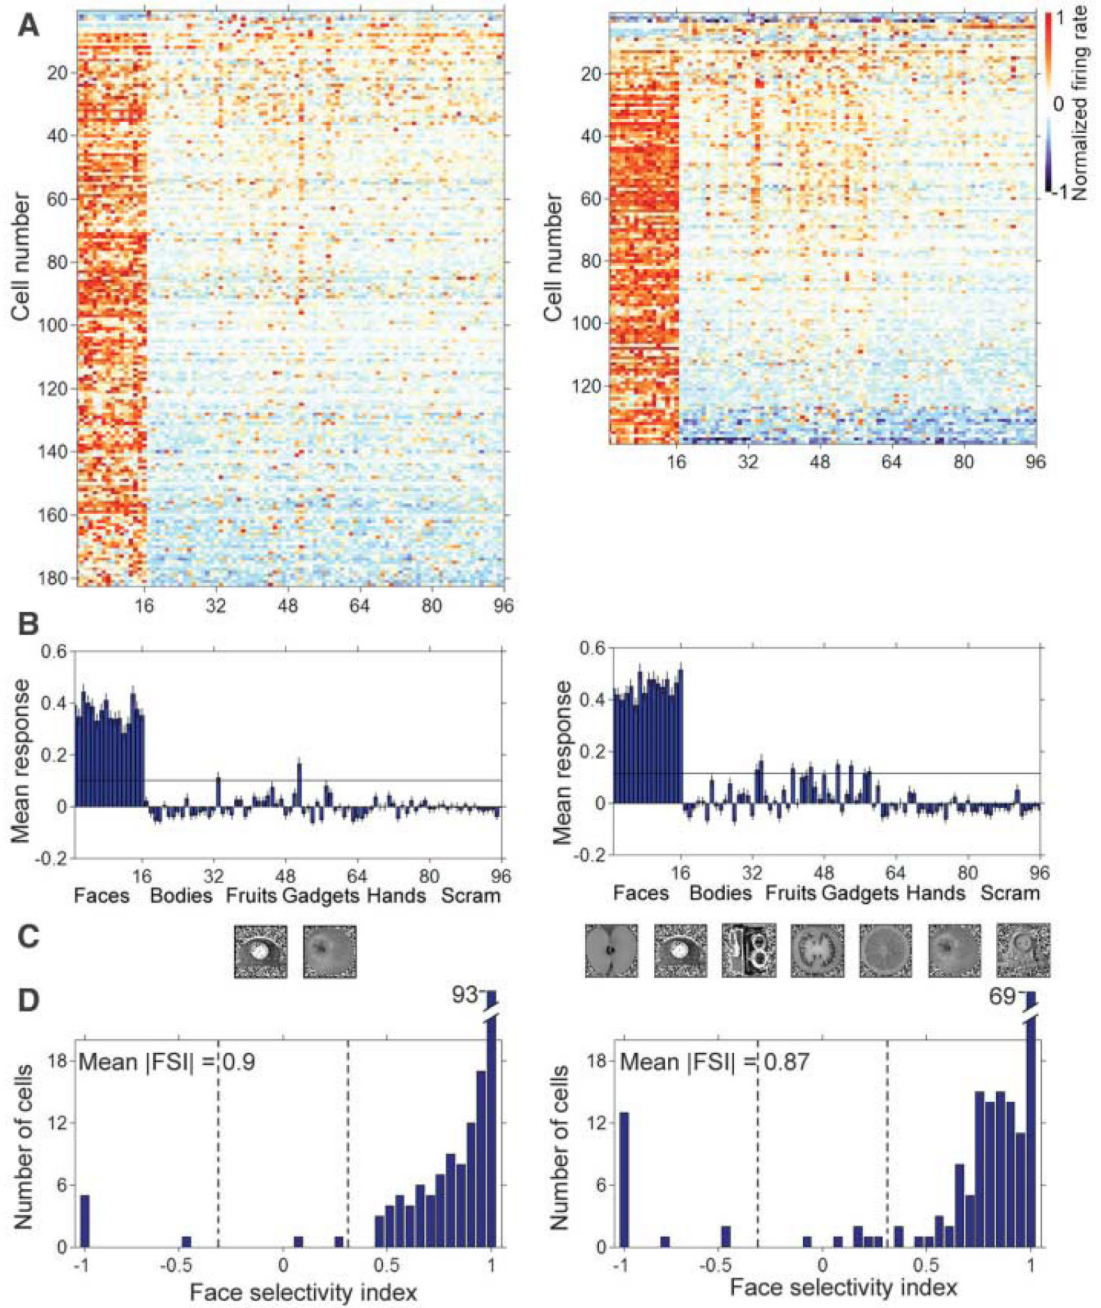 A
Cell number
20
40
60
80
100
120
140
160
180
16 32 48 64 80 96
Cell number
20
40
60
80
100
120
16 32 48 64 80 96
1
0
-1
Normalized firing rate
B
Mean response
0.6
0.4
0.2
0
-0.2
16 32 48 64 80 96
Faces Bodies Fruits Gadgets Hands Scram
Mean response
0.6
0.4
0.2
0
-0.2
16 32 48 64 80 96
Faces Bodies Fruits Gadgets Hands Scram
C
D
93
Mean |FSI| = 0.9
Number of cells
18
12
6
0
-1 -0.5 0 0.5 1
Face selectivity index
69
Mean |FSI| = 0.87
Number of cells
18
12
6
0
-1 -0.5 0 0.5 1
Face selectivity index